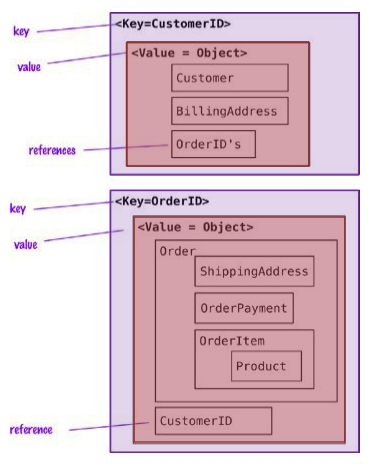 <Key=CustomerID>
key
<Value = Object>
value
Customer
BillingAddress
OrderID's
references
<Key=OrderID>
key
<Value = Object>
value
Order
ShippingAddress
OrderPayment
OrderItem
Product
CustomerID
reference